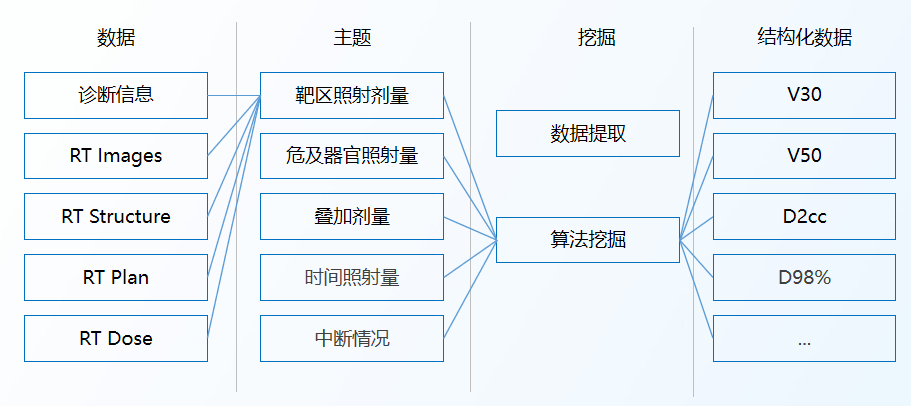 数据
主题
挖掘
结构化数据
诊断信息
靶区照射剂量
V30
RT Images
危及器官照射量
数据提取
V50
RT Structure
叠加剂量
算法挖掘
D2cc
RT Plan
时间照射量
D98%
RT Dose
中断情况
...